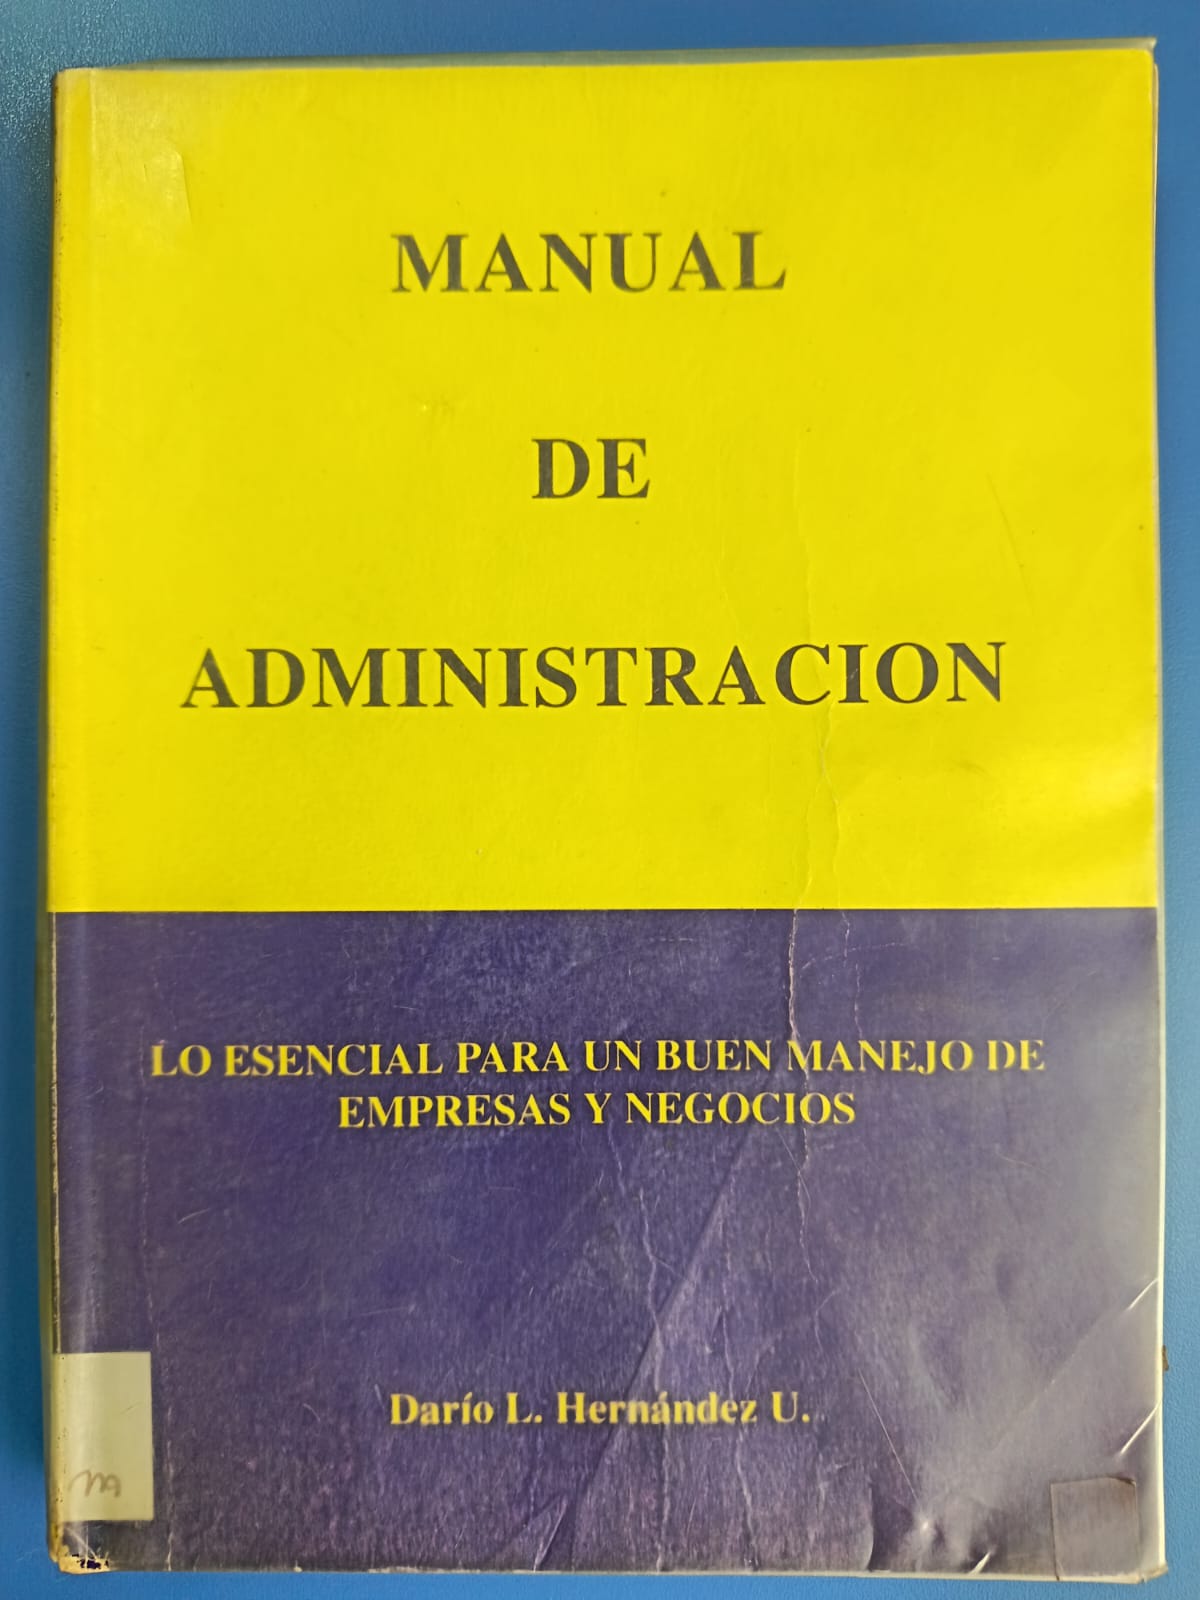 MANUAL
DE
ADMINISTRACION
LO ESENCIAL PARA UN BUEN MANEJO DE
EMPRESAS Y NEGOCIOS
Darío L. Hernández U.